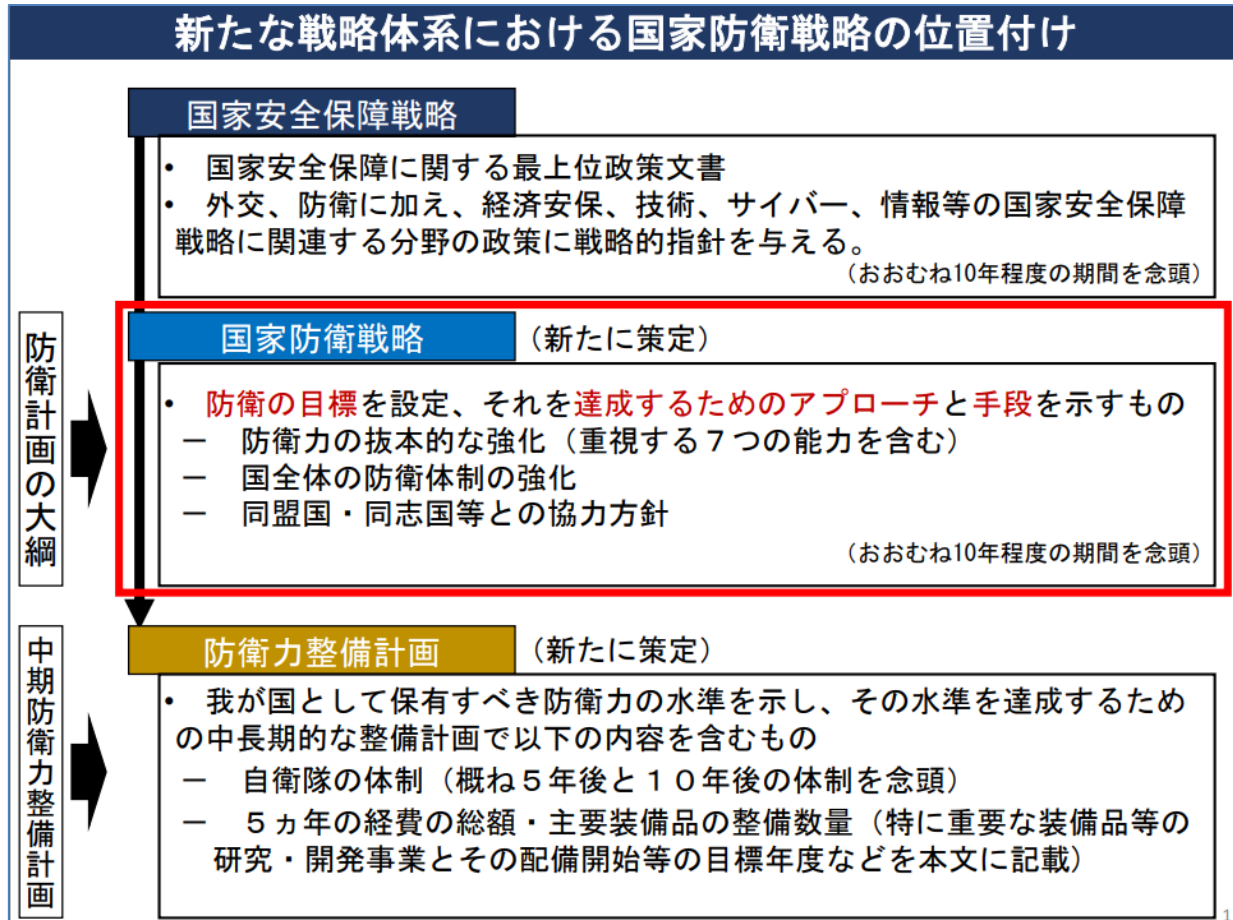 新たな戦略体系における国家防衛戦略の位置付け
国家安全保障戦略
・ 国家安全保障に関する最上位政策文書
・ 外交、防衛に加え、経済安保、技術、サイバー、情報等の国家安全保障
戦略に関連する分野の政策に戦略的指針を与える。
（おおむね10年程度の期間を念頭）
防衛計画の大綱
国家防衛戦略
（新たに策定）
・ 防衛の目標を設定、それを達成するためのアプローチと手段を示すもの
― 防衛力の抜本的な強化（重視する７つの能力を含む）
― 国全体の防衛体制の強化
― 同盟国・同志国等との協力方針
（おおむね10年程度の期間を念頭）
中期防衛力整備計画
防衛力整備計画
（新たに策定）
・ 我が国として保有すべき防衛力の水準を示し、その水準を達成するため
の中長期的な整備計画で以下の内容を含むもの
― 自衛隊の体制（概ね５年後と１０年後の体制を念頭）
― ５ヵ年の経費の総額・主要装備品の整備数量（特に重要な装備品等の
研究・開発事業とその配備開始等の目標年度などを本文に記載）
1